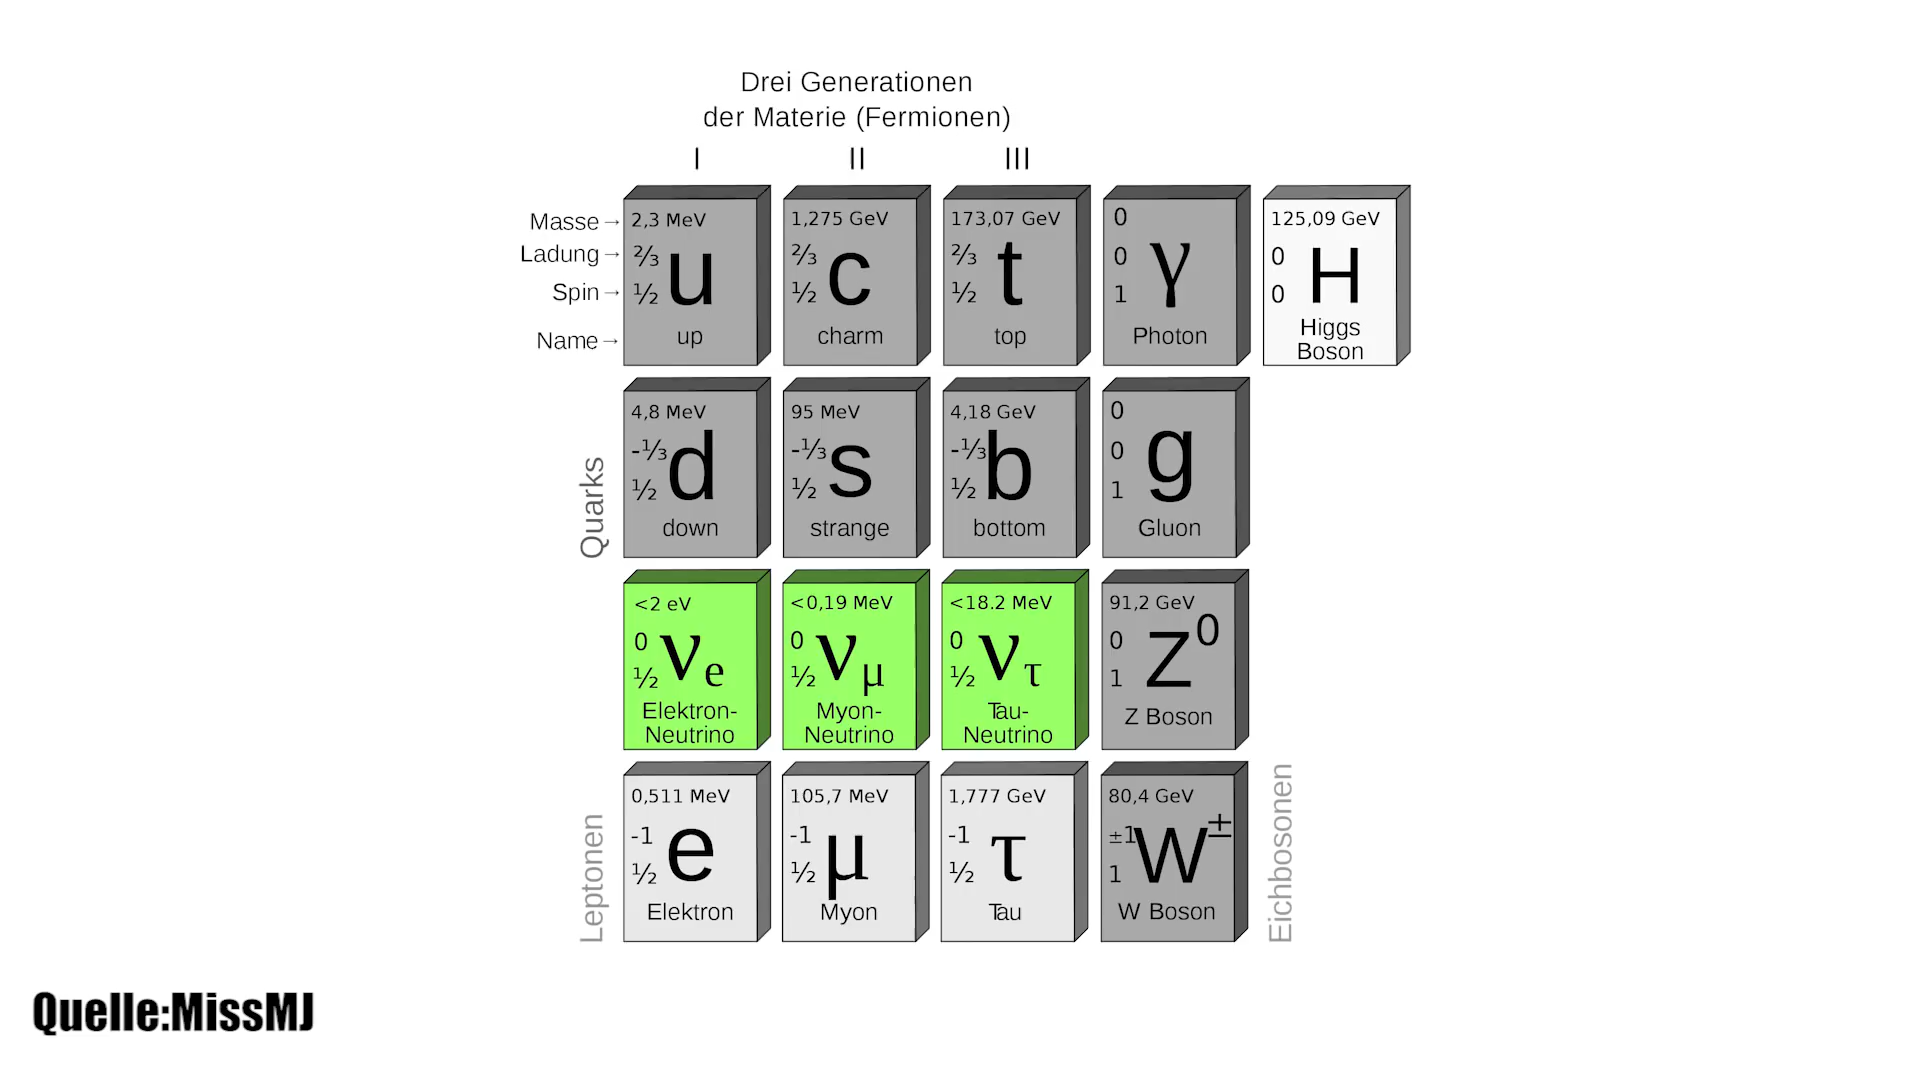 Drei Generationen
der Materie (Fermionen)
I II III
Masse→
Ladung→
Spin→
Name→
2,3 MeV
⅔
½
u
up
1,275 GeV
⅔
½
c
charm
173,07 GeV
⅔
½
t
top
0
0
1
γ
Photon
125,09 GeV
0
0
H
Higgs
Boson
Quarks
4,8 MeV
-⅓
½
d
down
95 MeV
-⅓
½
s
strange
4,18 GeV
-⅓
½
b
bottom
0
0
1
g
Gluon
<2 eV
0
½
νe
Elektron-
Neutrino
<0,19 MeV
0
½
νμ
Myon-
Neutrino
<18.2 MeV
0
½
ντ
Tau-
Neutrino
91,2 GeV
0
1
Z⁰
Z Boson
Leptonen
0,511 MeV
-1
½
e
Elektron
105,7 MeV
-1
½
μ
Myon
1,777 GeV
-1
½
τ
Tau
80,4 GeV
±1
1
W±
W Boson
Eichbosonen
Quelle:MissMJ